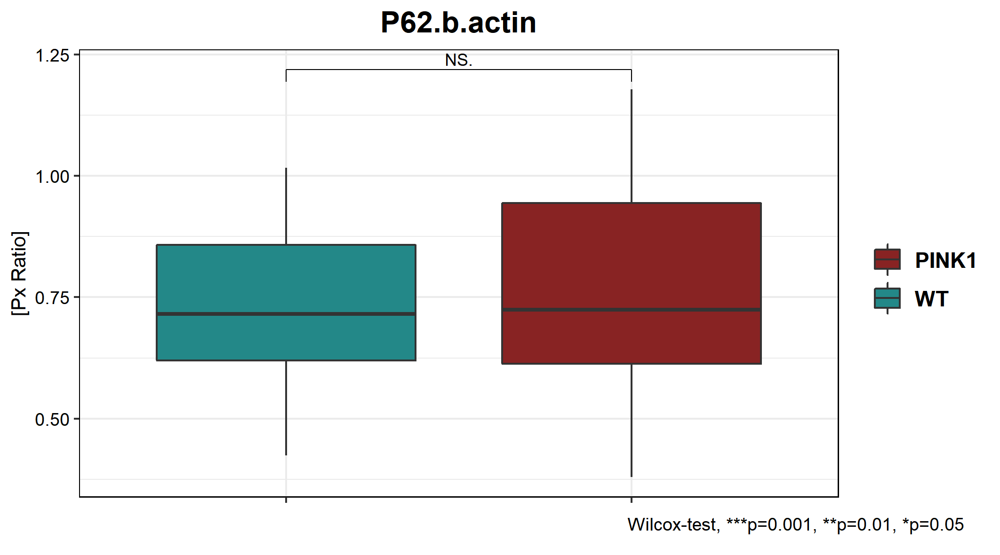 P62.b.actin
1.25
NS.
1.00
[Px Ratio]
0.75
0.50
PINK1
WT
Wilcox-test, ***p=0.001, **p=0.01, *p=0.05